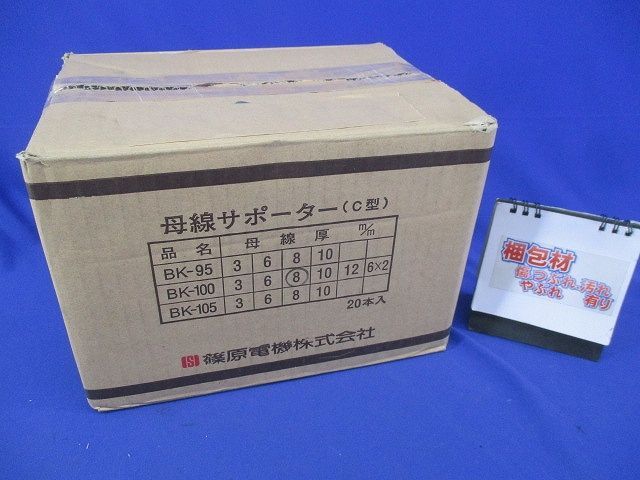 母線サポーター(C型)
品名 母線厚 m/m
BK-95 3 6 8 10
BK-100 3 6 8 10 12 6×2
BK-105 3 6 8 10
20本入
篠原電機株式会社
梱包材
傷つぶれ、汚れ
やぶれ 有り